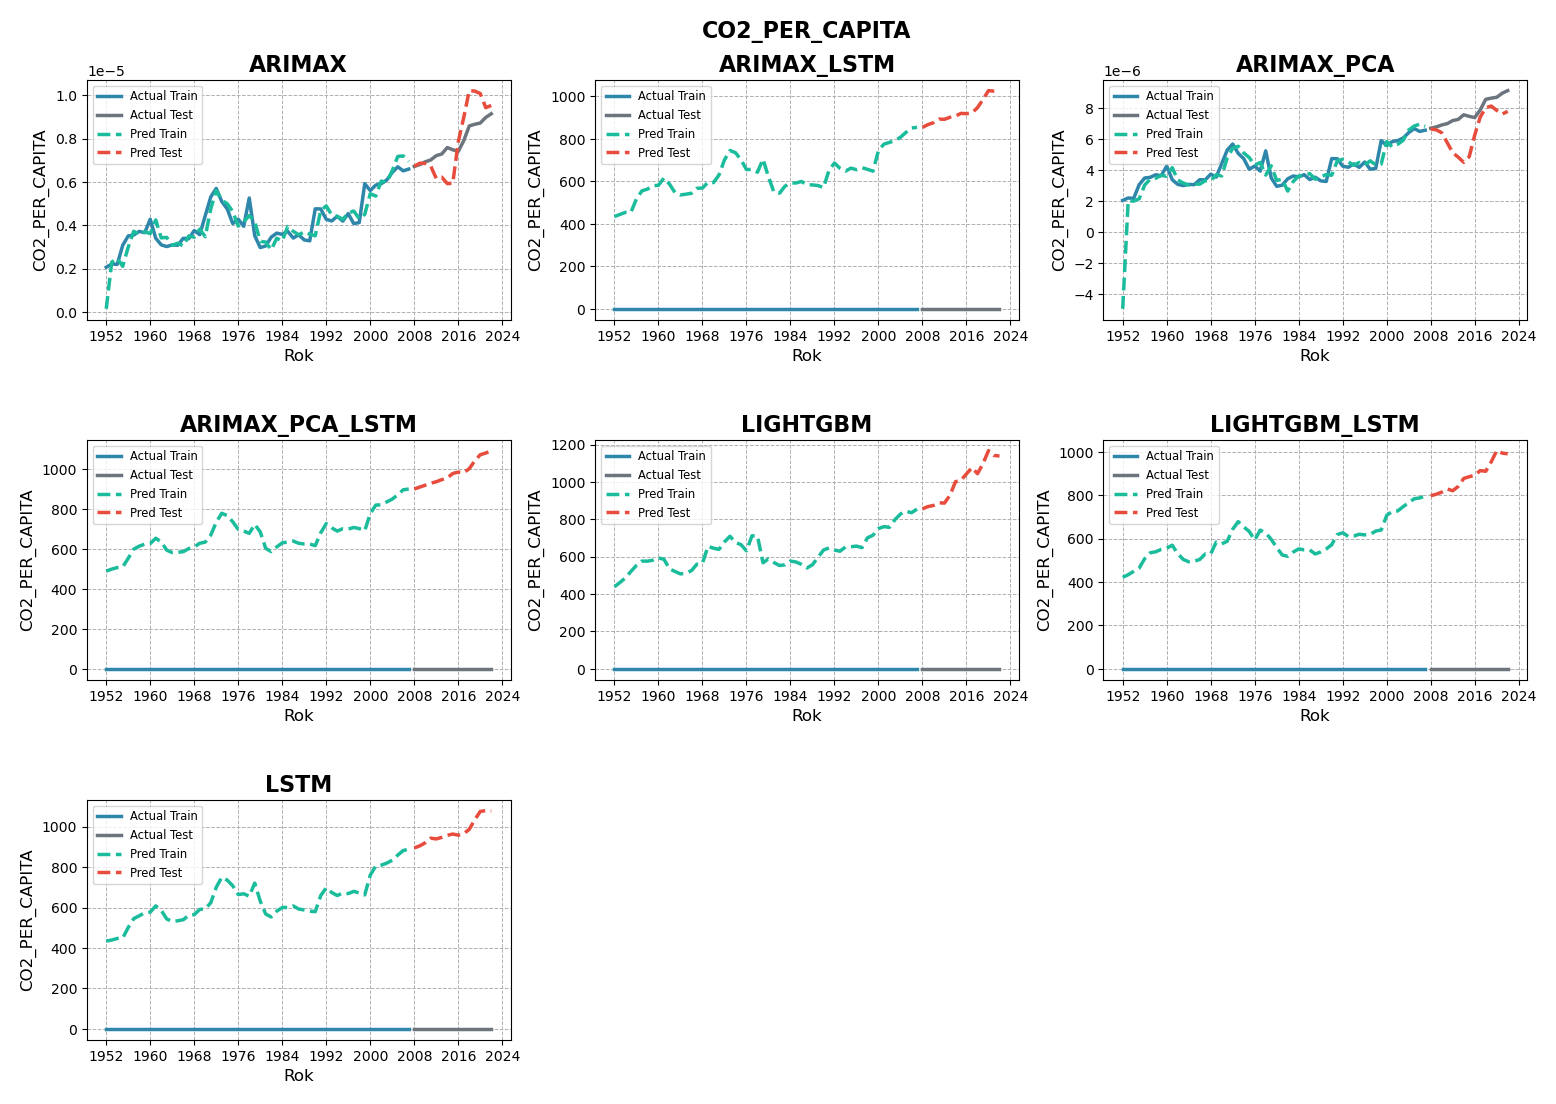 CO2_PER_CAPITA
ARIMAX
1e−5
CO2_PER_CAPITA
1.0
0.8
0.6
0.4
0.2
0.0
Actual Train
Actual Test
Pred Train
Pred Test
1952 1960 1968 1976 1984 1992 2000 2008 2016 2024
Rok
ARIMAX_LSTM
CO2_PER_CAPITA
1000
800
600
400
200
0
Actual Train
Actual Test
Pred Train
Pred Test
1952 1960 1968 1976 1984 1992 2000 2008 2016 2024
Rok
ARIMAX_PCA
1e−6
CO2_PER_CAPITA
8
6
4
2
0
−2
−4
Actual Train
Actual Test
Pred Train
Pred Test
1952 1960 1968 1976 1984 1992 2000 2008 2016 2024
Rok
ARIMAX_PCA_LSTM
CO2_PER_CAPITA
1000
800
600
400
200
0
Actual Train
Actual Test
Pred Train
Pred Test
1952 1960 1968 1976 1984 1992 2000 2008 2016 2024
Rok
LIGHTGBM
CO2_PER_CAPITA
1200
1000
800
600
400
200
0
Actual Train
Actual Test
Pred Train
Pred Test
1952 1960 1968 1976 1984 1992 2000 2008 2016 2024
Rok
LIGHTGBM_LSTM
CO2_PER_CAPITA
1000
800
600
400
200
0
Actual Train
Actual Test
Pred Train
Pred Test
1952 1960 1968 1976 1984 1992 2000 2008 2016 2024
Rok
LSTM
CO2_PER_CAPITA
1000
800
600
400
200
0
Actual Train
Actual Test
Pred Train
Pred Test
1952 1960 1968 1976 1984 1992 2000 2008 2016 2024
Rok